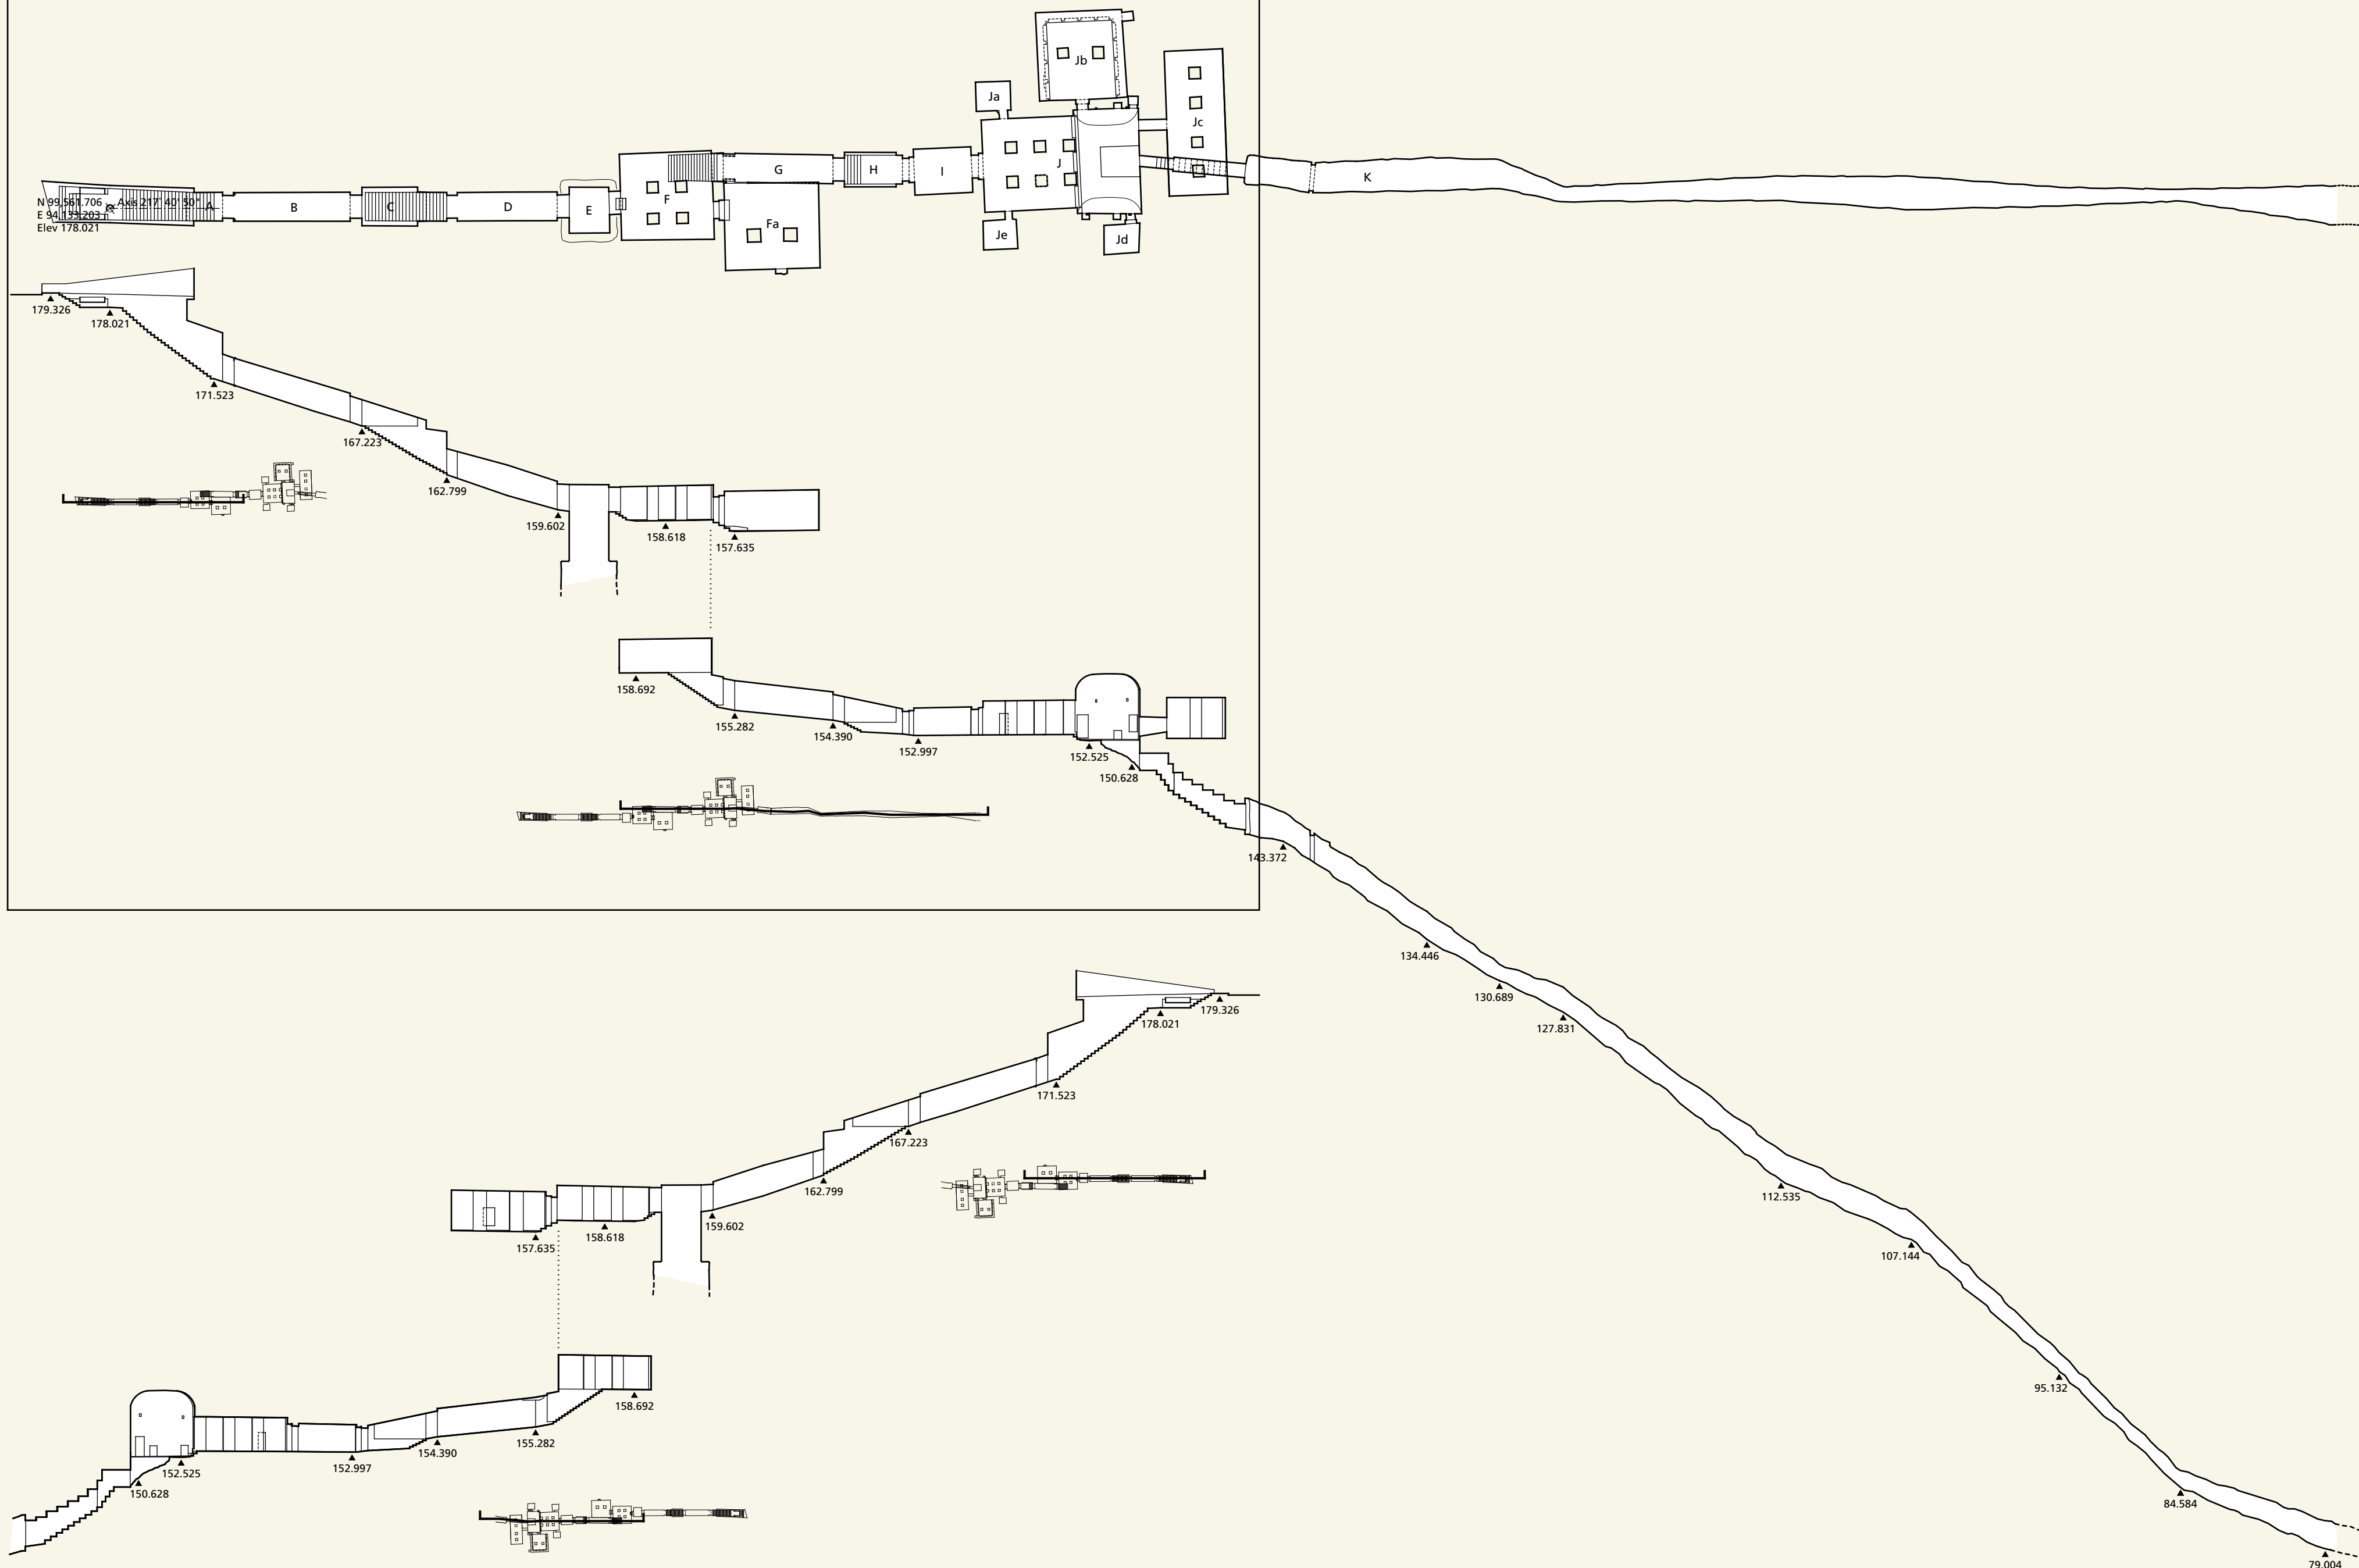 Jb
Ja
Jc
J
G
H
I
K
F
Fa
A
B
C
D
E
Je
Jd
N 99,561.706
Axis 217° 40' 50"
E 94,133.203
Elev 178.021
179.326
178.021
171.523
167.223
162.799
159.602
158.618
157.635
158.692
155.282
154.390
152.997
152.525
150.628
143.372
134.446
130.689
127.831
112.535
107.144
95.132
84.584
79.004
179.326
178.021
171.523
167.223
162.799
159.602
158.618
157.635
158.692
155.282
154.390
152.997
152.525
150.628